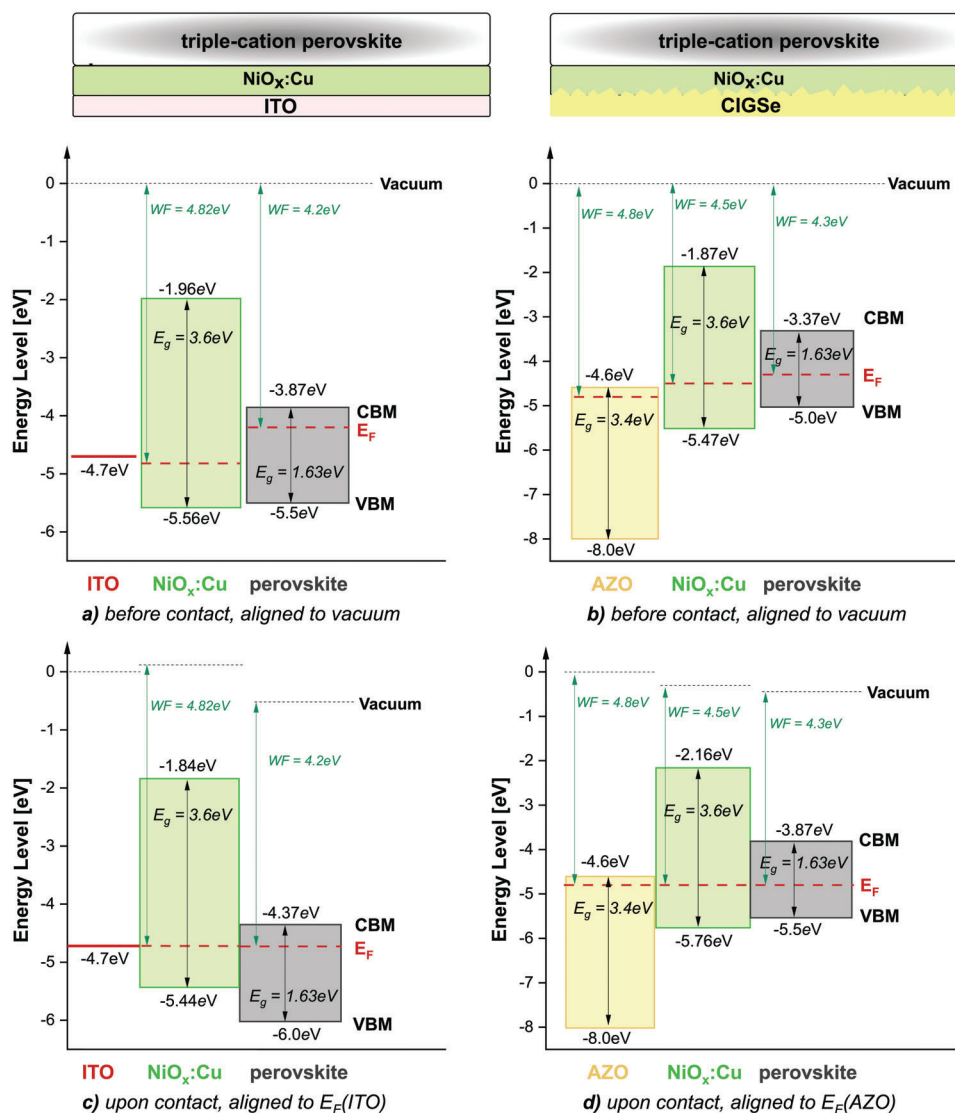 triple-cation perovskite
NiOx:Cu
ITO
triple-cation perovskite
NiOx:Cu
CIGSe
Energy Level [eV]
0
-1
-2
-3
-4
-5
-6
Vacuum
WF = 4.82eV
WF = 4.2eV
-1.96eV
Eg = 3.6eV
-3.87eV
CBM
EF
-4.7eV
Eg = 1.63eV
VBM
-5.56eV
-5.5eV
ITO NiOx:Cu perovskite
a) before contact, aligned to vacuum
Energy Level [eV]
0
-1
-2
-3
-4
-5
-6
-7
-8
Vacuum
WF = 4.8eV
WF = 4.5eV
WF = 4.3eV
-1.87eV
-3.37eV
CBM
Eg = 3.6eV
Eg = 1.63eV
-4.6eV
EF
Eg = 3.4eV
-5.0eV
VBM
-5.47eV
-8.0eV
AZO NiOx:Cu perovskite
b) before contact, aligned to vacuum
Energy Level [eV]
0
-1
-2
-3
-4
-5
-6
Vacuum
WF = 4.82eV
WF = 4.2eV
-1.84eV
Eg = 3.6eV
-4.37eV
CBM
EF
-4.7eV
Eg = 1.63eV
-5.44eV
VBM
-6.0eV
ITO NiOx:Cu perovskite
c) upon contact, aligned to EF(ITO)
Energy Level [eV]
0
-1
-2
-3
-4
-5
-6
-7
-8
Vacuum
WF = 4.8eV
WF = 4.5eV
WF = 4.3eV
-2.16eV
Eg = 3.6eV
-3.87eV
CBM
-4.6eV
Eg = 1.63eV
EF
Eg = 3.4eV
VBM
-5.76eV
-5.5eV
-8.0eV
AZO NiOx:Cu perovskite
d) upon contact, aligned to EF(AZO)